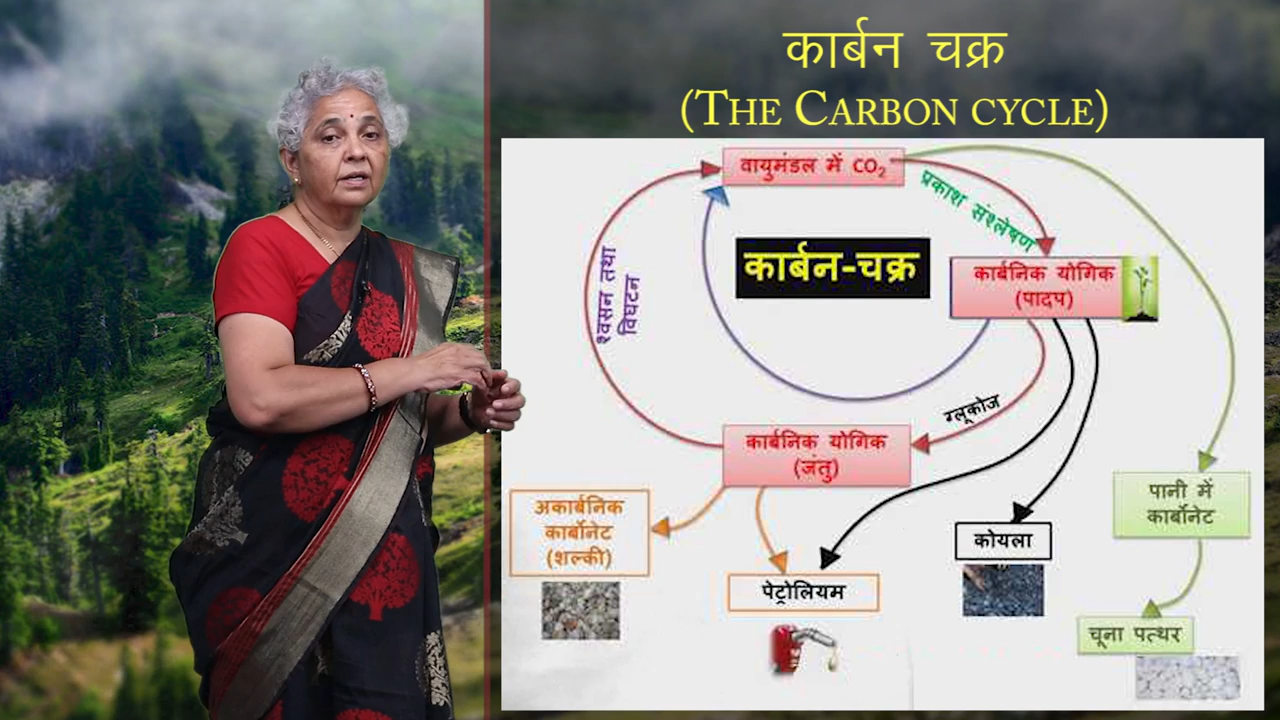 कार्बन चक्र
(THE CARBON CYCLE)
वायुमंडल में CO₂
प्रकाश संश्लेषण
कार्बन-चक्र
कार्बनिक योगिक
(पादप)
श्वसन तथा
विघटन
ग्लूकोज
कार्बनिक योगिक
(जंतु)
अकार्बनिक
कार्बोनेट
(शल्की)
पानी में
कार्बोनेट
कोयला
पेट्रोलियम
चूना पत्थर